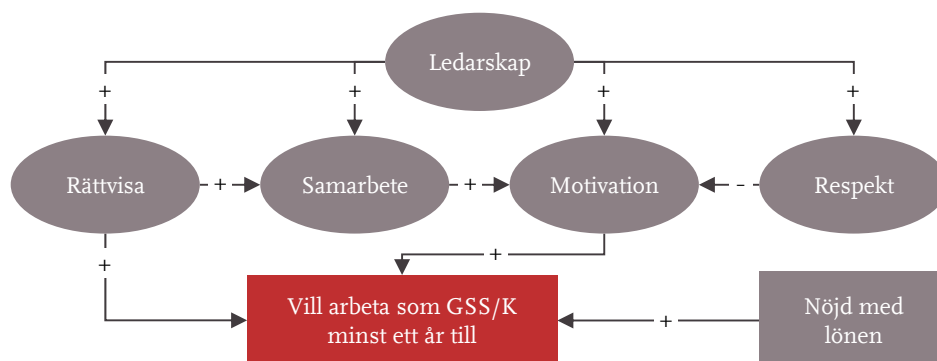 Ledarskap
+ + + +
Rättvisa + Samarbete + Motivation - Respekt
+ +
Vill arbeta som GSS/K
minst ett år till
+
Nöjd med
lönen